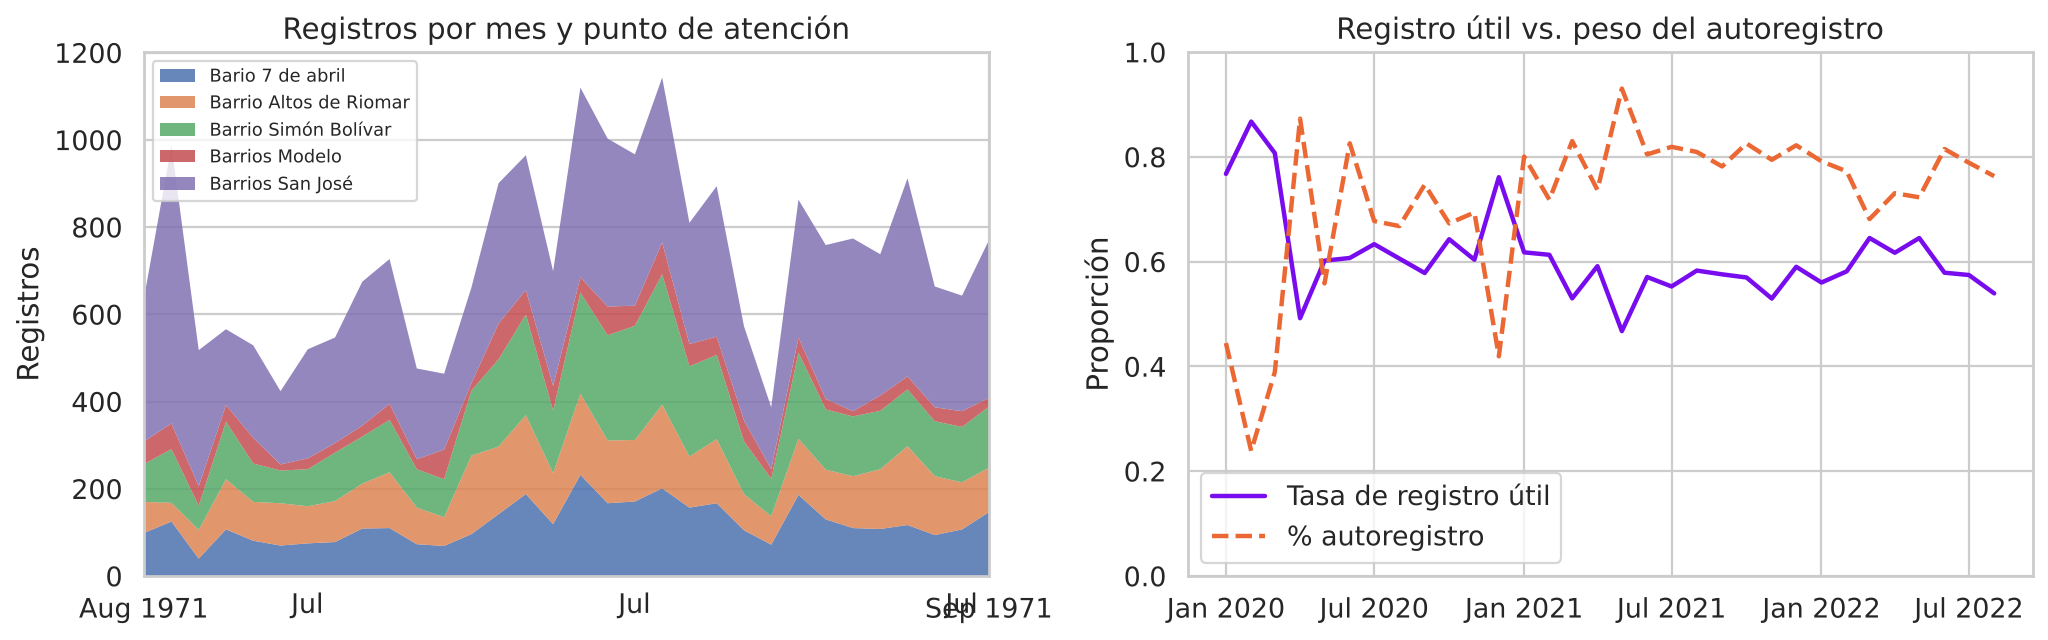 Registros por mes y punto de atención
1200
1000
800
600
400
200
0
Registros
Bario 7 de abril
Barrio Altos de Riomar
Barrio Simón Bolívar
Barrios Modelo
Barrios San José
Aug 1971
Jul
Jul
Jul
Sep 1971
Registro útil vs. peso del autoregistro
1.0
0.8
0.6
0.4
0.2
0.0
Proporción
Tasa de registro útil
% autoregistro
Jan 2020
Jul 2020
Jan 2021
Jul 2021
Jan 2022
Jul 2022